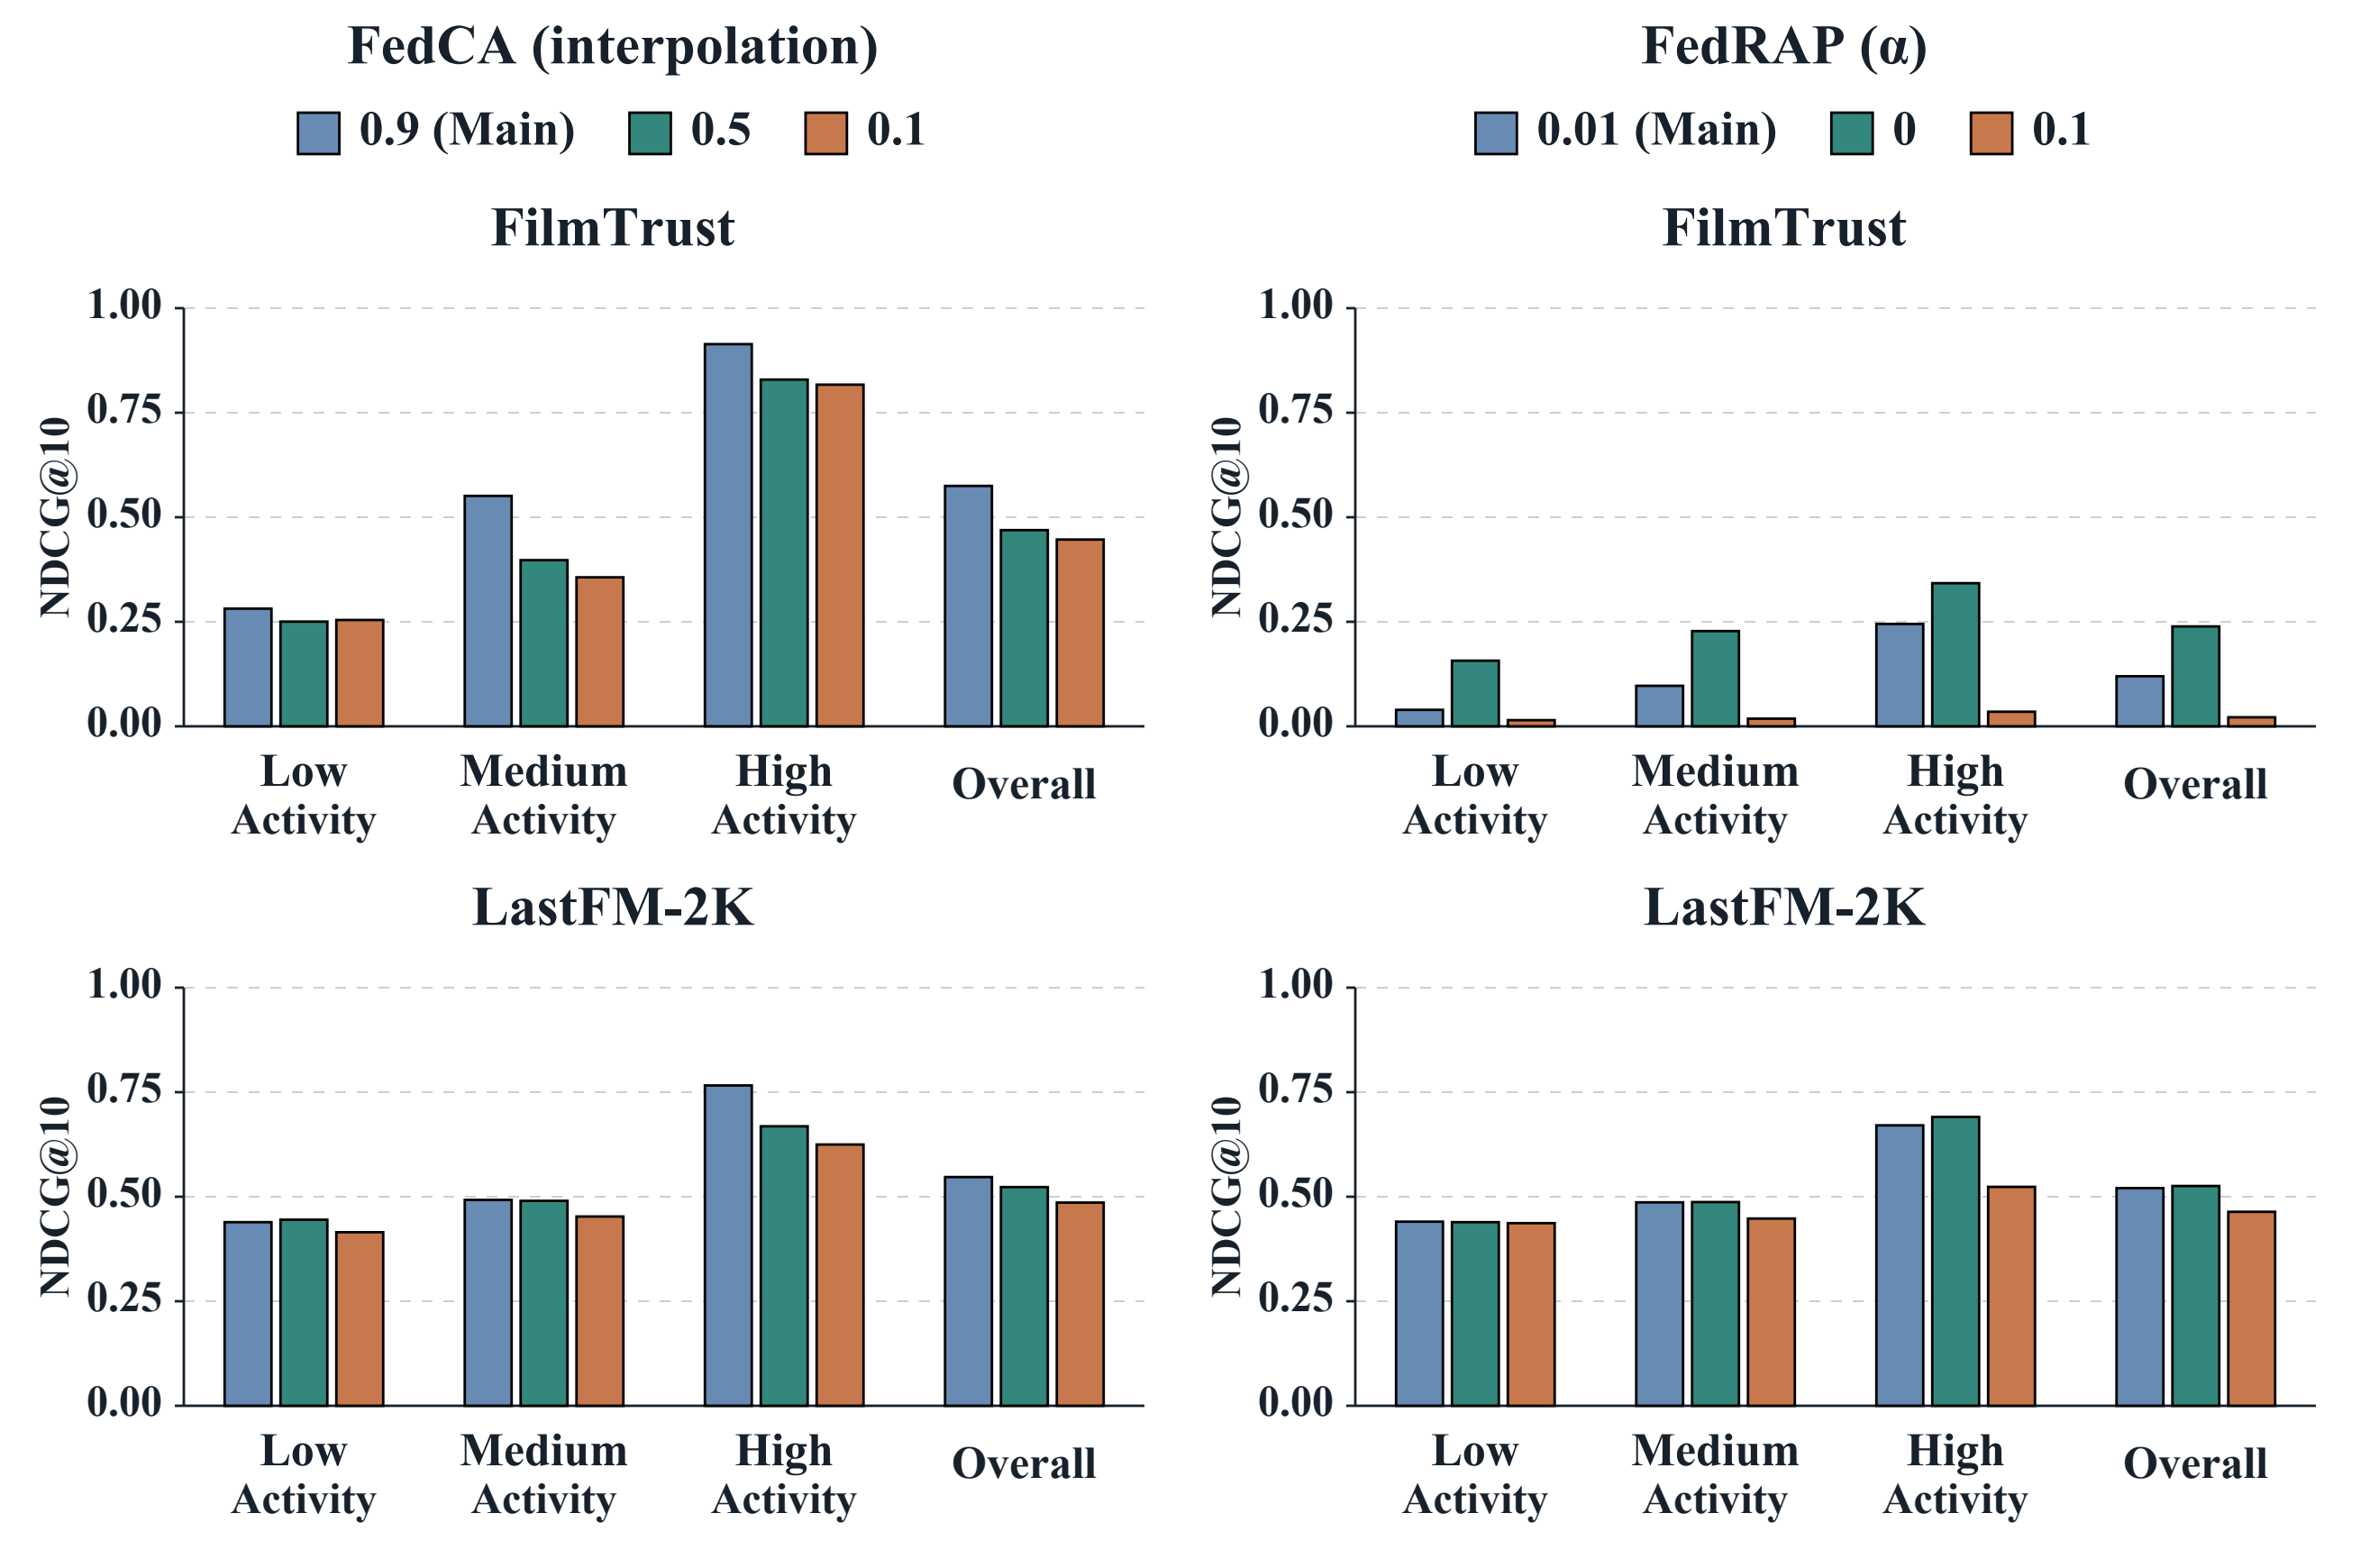 FedCA (interpolation)
0.9 (Main) 0.5 0.1
FilmTrust
NDCG@10
1.00
0.75
0.50
0.25
0.00
Low Activity
Medium Activity
High Activity
Overall
LastFM-2K
NDCG@10
1.00
0.75
0.50
0.25
0.00
Low Activity
Medium Activity
High Activity
Overall
FedRAP (α)
0.01 (Main) 0 0.1
FilmTrust
NDCG@10
1.00
0.75
0.50
0.25
0.00
Low Activity
Medium Activity
High Activity
Overall
LastFM-2K
NDCG@10
1.00
0.75
0.50
0.25
0.00
Low Activity
Medium Activity
High Activity
Overall